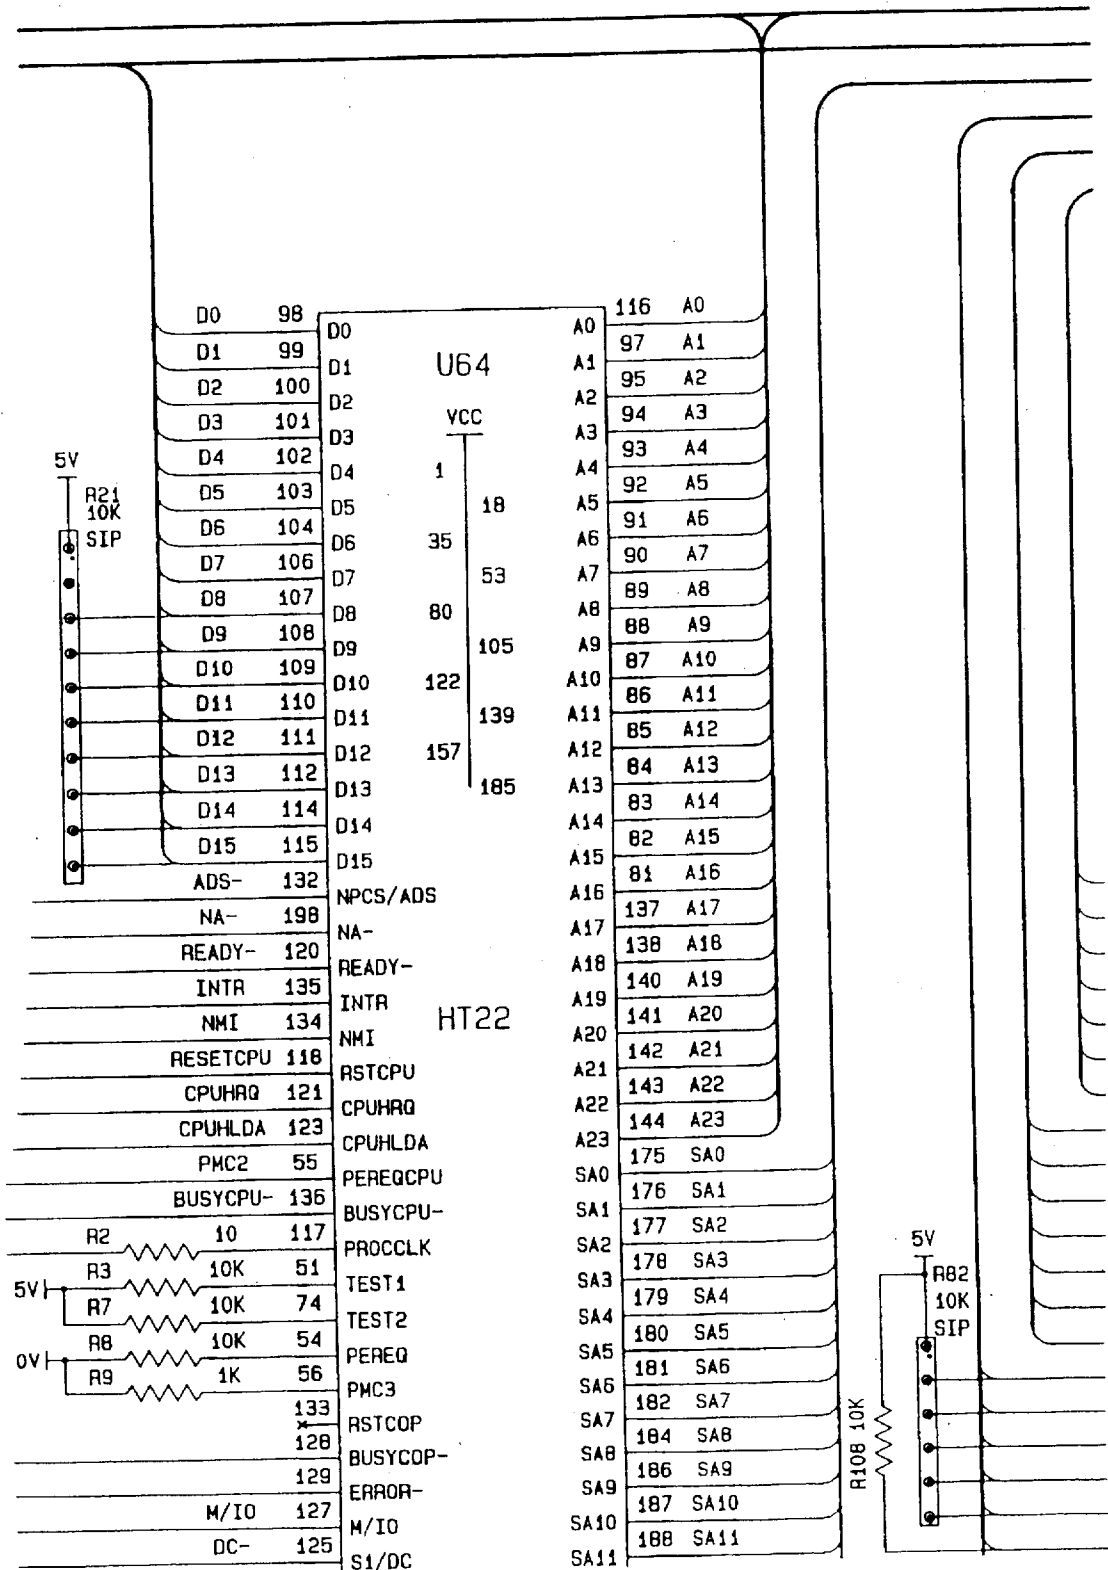 D0 98 D0
D1 99 D1
D2 100 D2
D3 101 D3
D4 102 D4
D5 103 D5
D6 104 D6
D7 106 D7
D8 107 D8
D9 108 D9
D10 109 D10
D11 110 D11
D12 111 D12
D13 112 D13
D14 114 D14
D15 115 D15
ADS- 132 NPCS/ADS
NA- 198 NA-
READY- 120 READY-
INTR 135 INTR
NMI 134 NMI
RESETCPU 118 RSTCPU
CPUHRQ 121 CPUHRQ
CPUHLDA 123 CPUHLDA
PMC2 55 PEREQCPU
BUSYCPU- 136 BUSYCPU-
R2 10 117 PROCCLK
R3 10K 51 TEST1
5V
R7 10K 74 TEST2
R8 10K 54 PEREQ
0V
R9 1K 56 PMC3
133 RSTCOP
128 BUSYCOP-
129 ERROR-
M/IO 127 M/IO
DC- 125 S1/DC
5V
R21
10K
SIP
U64
VCC
1
18
35
53
80
105
122
139
157
185
HT22
A0 116 A0
A1 97 A1
A2 95 A2
A3 94 A3
A4 93 A4
A5 92 A5
A6 91 A6
A7 90 A7
A8 89 A8
A9 88 A9
A10 87 A10
A11 86 A11
A12 85 A12
A13 84 A13
A14 83 A14
A15 82 A15
A16 81 A16
A17 137 A17
A18 138 A18
A19 140 A19
A20 141 A20
A21 142 A21
A22 143 A22
A23 144 A23
SA0 175 SA0
SA1 176 SA1
SA2 177 SA2
SA3 178 SA3
SA4 179 SA4
SA5 180 SA5
SA6 181 SA6
SA7 182 SA7
SA8 184 SA8
SA9 186 SA9
SA10 187 SA10
SA11 188 SA11
5V
R82
10K
SIP
R108 10K